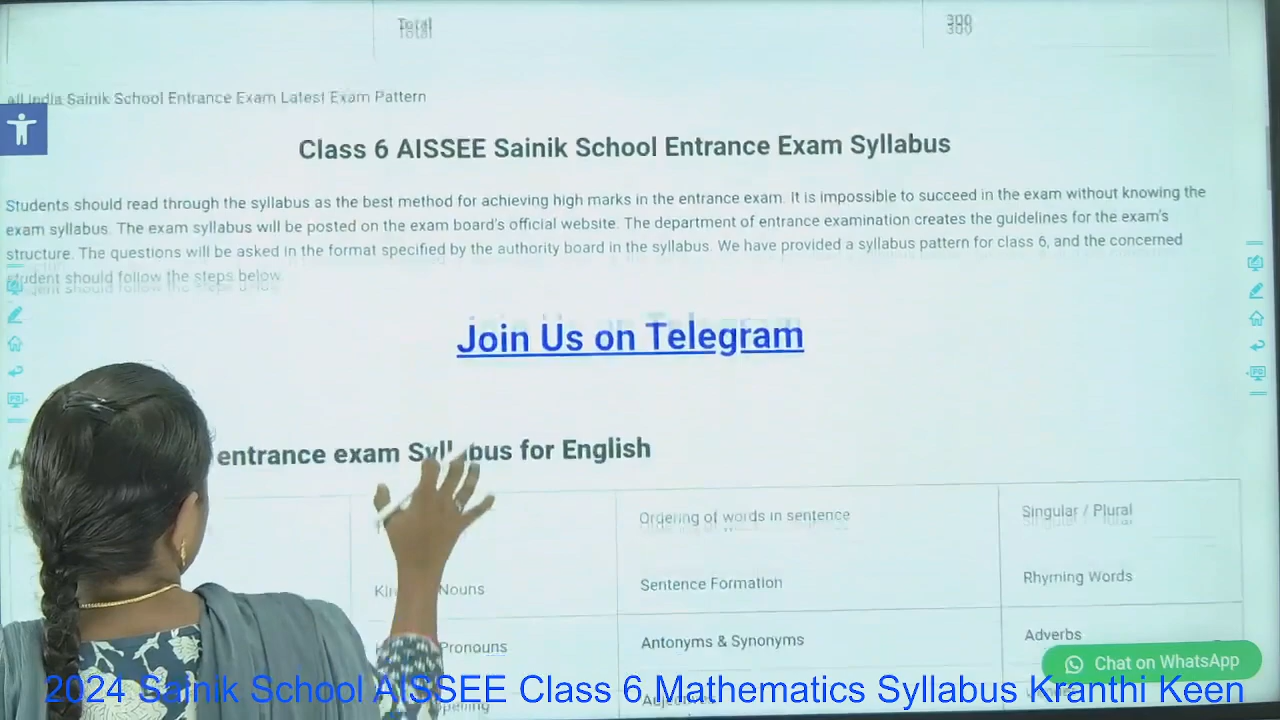 Total 300
All India Sainik School Entrance Exam Latest Exam Pattern
Class 6 AISSEE Sainik School Entrance Exam Syllabus
Students should read through the syllabus as the best method for achieving high marks in the entrance exam. It is impossible to succeed in the exam without knowing the
exam syllabus. The exam syllabus will be posted on the exam board's official website. The department of entrance examination creates the guidelines for the exam's
structure. The questions will be asked in the format specified by the authority board in the syllabus. We have provided a syllabus pattern for class 6, and the concerned
student should follow the steps below.
Join Us on Telegram
entrance exam Syllabus for English
Ordering of words in sentence Singular / Plural
Nouns Sentence Formation Rhyming Words
Pronouns Antonyms & Synonyms Adverbs
Chat on WhatsApp
2024 Sainik School AISSEE Class 6 Mathematics Syllabus Kranthi Keen